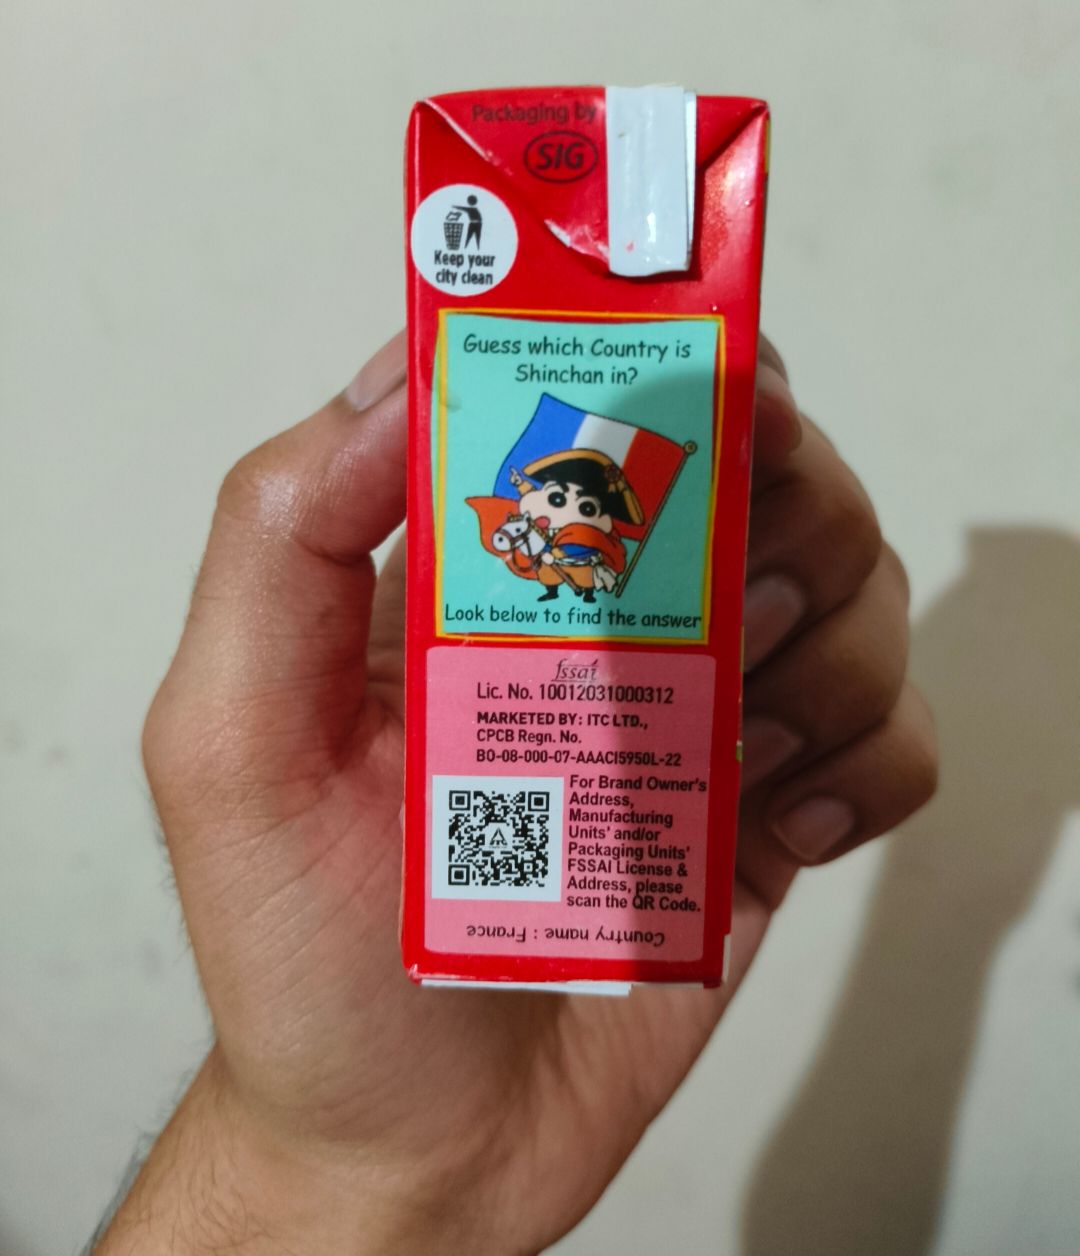 Packaging by
SIG
Keep your
city clean
Guess which Country is
Shinchan in?
Look below to find the answer
fssai
Lic. No. 10012031000312
MARKETED BY: ITC LTD.,
CPCB Regn. No.
BO-08-000-07-AAACI5950L-22
For Brand Owner's
Address,
Manufacturing
Units' and/or
Packaging Units'
FSSAI License &
Address, please
scan the QR Code.
Country name : France